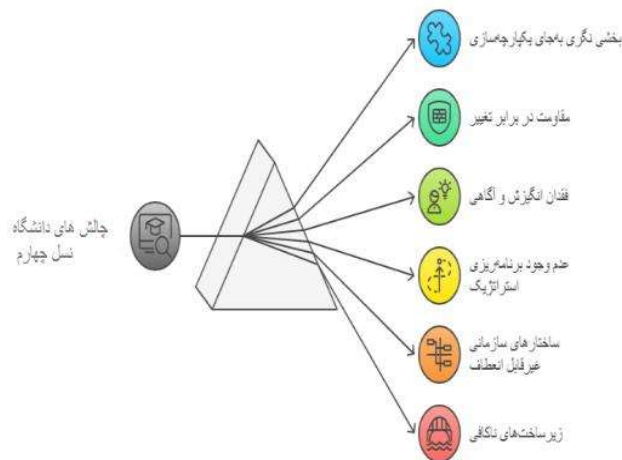 بخشی نگری به‌جای یکپارچه‌سازی
مقاومت در برابر تغییر
فقدان انگیزش و آگاهی
چالش های دانشگاه
نسل چهارم
عدم وجود برنامه‌ریزی
استراتژیک
ساختارهای سازمانی
غیرقابل انعطاف
زیرساخت‌های ناکافی